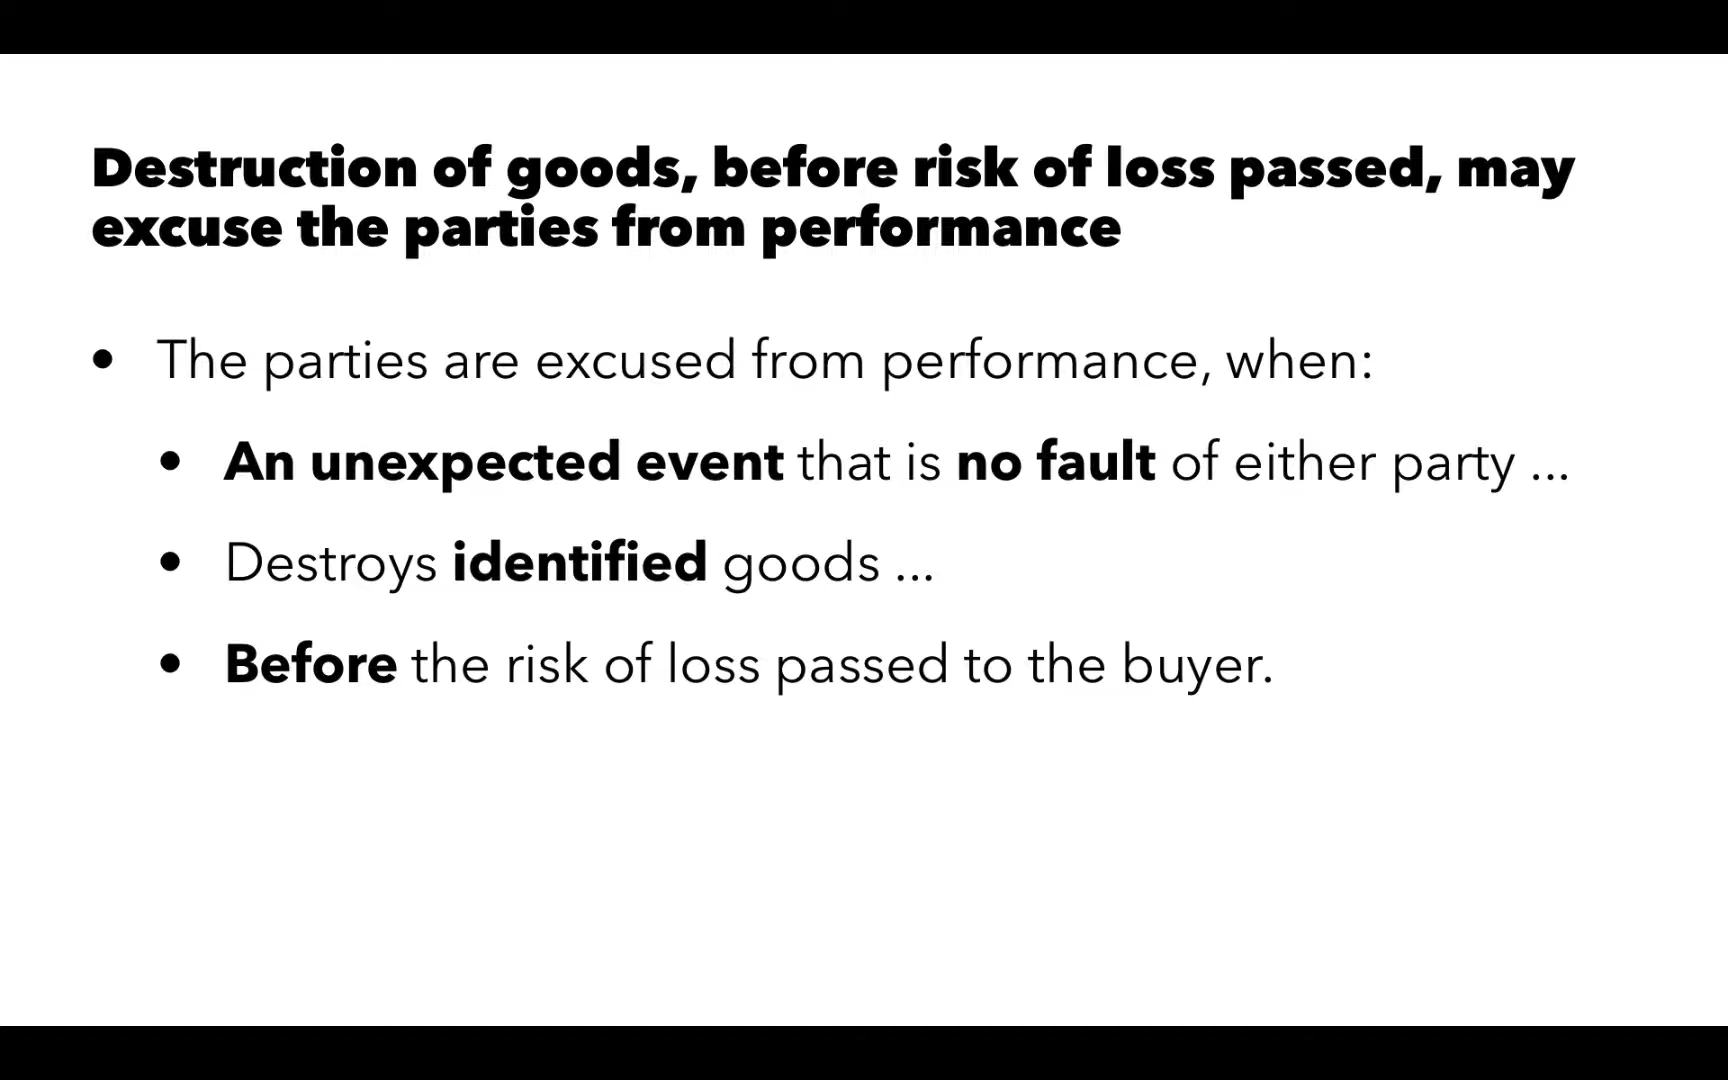 Destruction of goods, before risk of loss passed, may
excuse the parties from performance
• The parties are excused from performance, when:
• An unexpected event that is no fault of either party ...
• Destroys identified goods ...
• Before the risk of loss passed to the buyer.